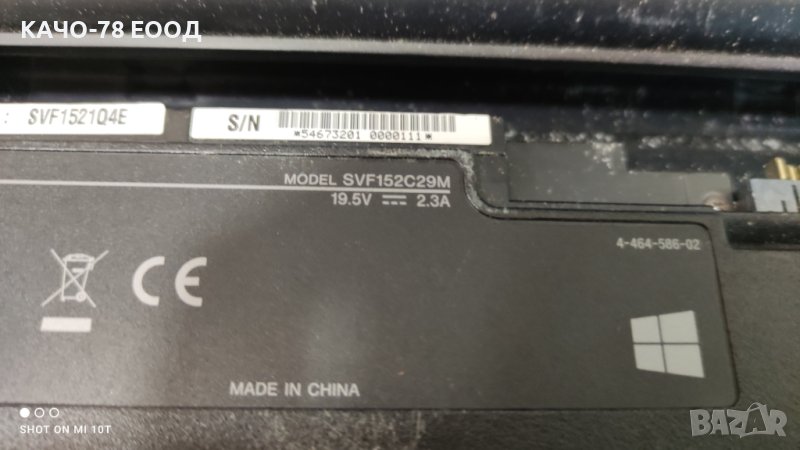 КАЧО-78 ЕООД
: SVF1521Q4E
S/N
*54673201 0000111*
MODEL SVF152C29M
19.5V 2.3A
4-464-586-02
CE
MADE IN CHINA
SHOT ON MI 10T
BAZAR